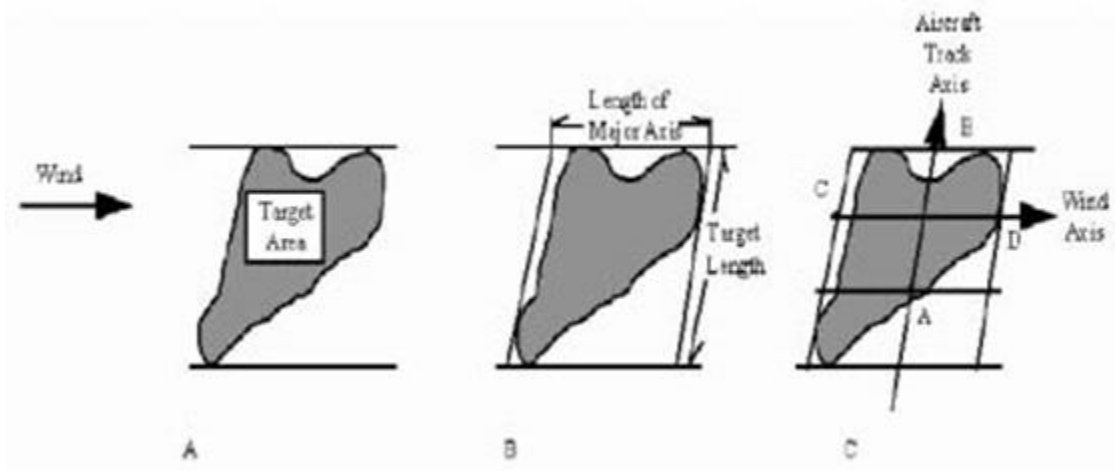 Wind
Target
Area
A
Length of
Major Axis
Target
Length
B
Aircraft
Track
Axis
B
C
Wind
Axis
D
A
C